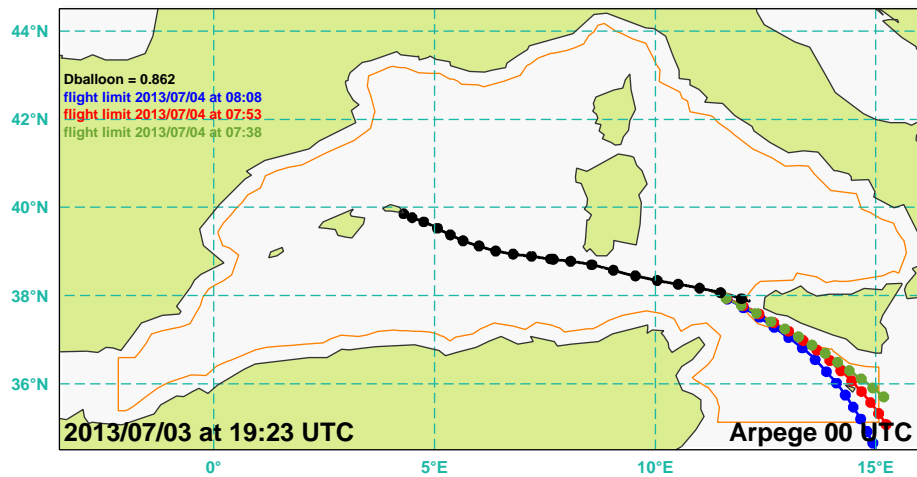 44°N
42°N
40°N
38°N
36°N
Dballoon = 0.862
flight limit 2013/07/04 at 08:08
flight limit 2013/07/04 at 07:53
flight limit 2013/07/04 at 07:38
2013/07/03 at 19:23 UTC
Arpege 00 UTC
0°
5°E
10°E
15°E